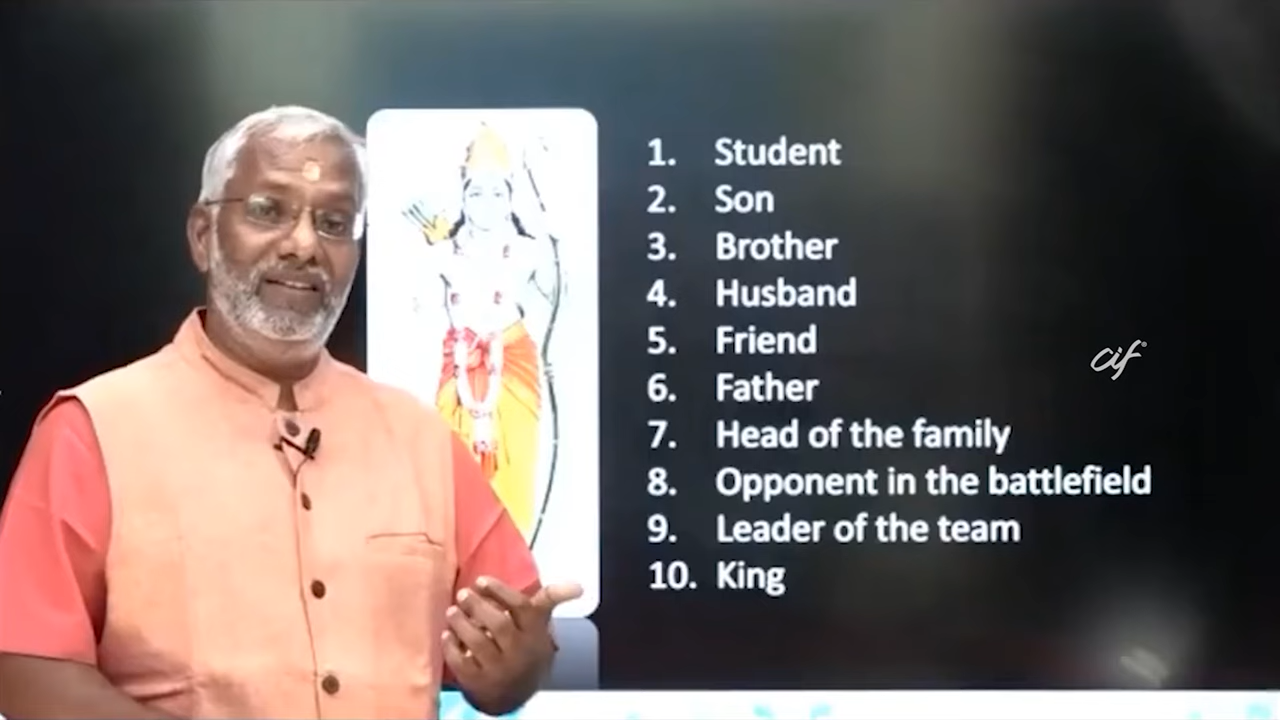 1. Student
2. Son
3. Brother
4. Husband
5. Friend
6. Father
7. Head of the family
8. Opponent in the battlefield
9. Leader of the team
10. King
cif